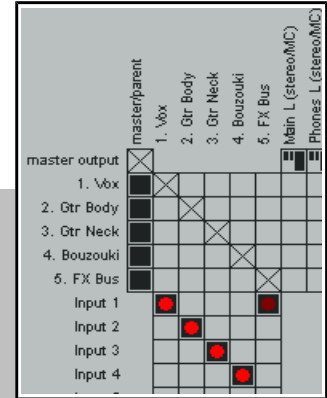 master/parent
1. Vox
2. Gtr Body
3. Gtr Neck
4. Bouzouki
5. FX Bus
Main L (stereo/MC)
Phones L (stereo/MC)
master output
1. Vox
2. Gtr Body
3. Gtr Neck
4. Bouzouki
5. FX Bus
Input 1
Input 2
Input 3
Input 4